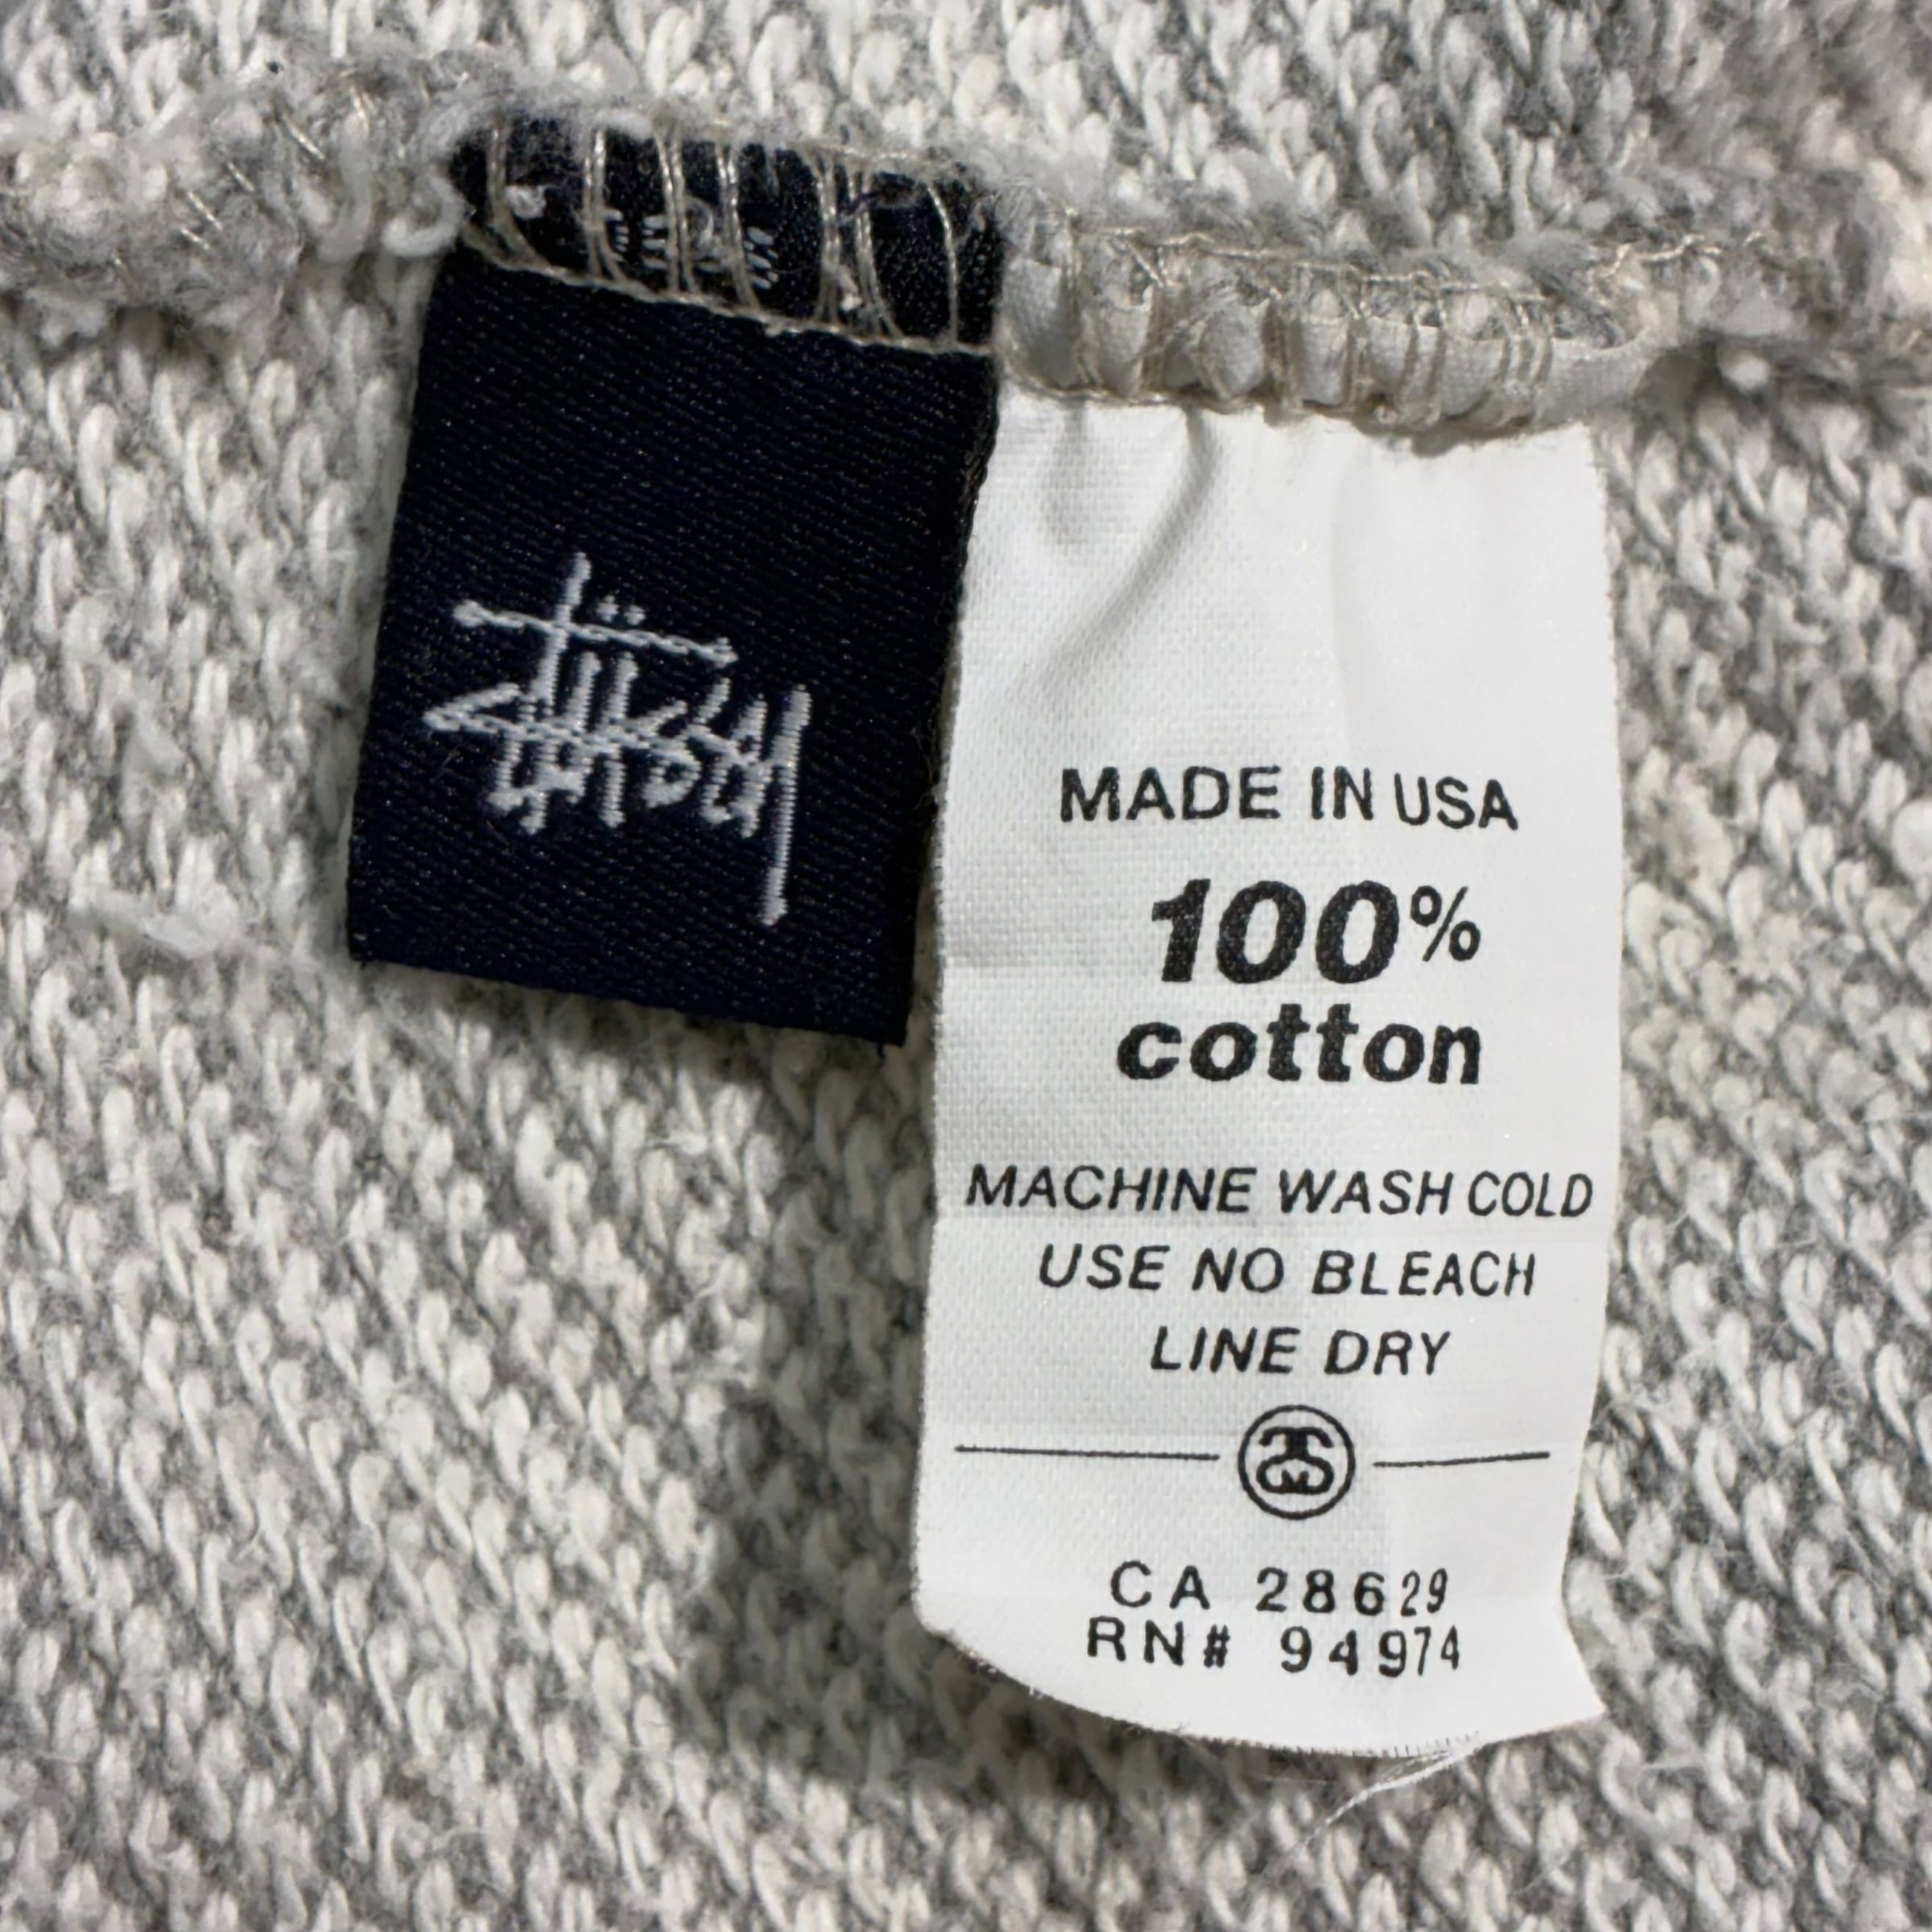 Stüssy
MADE IN USA
100%
cotton
MACHINE WASH COLD
USE NO BLEACH
LINE DRY
CA 28629
RN# 94974